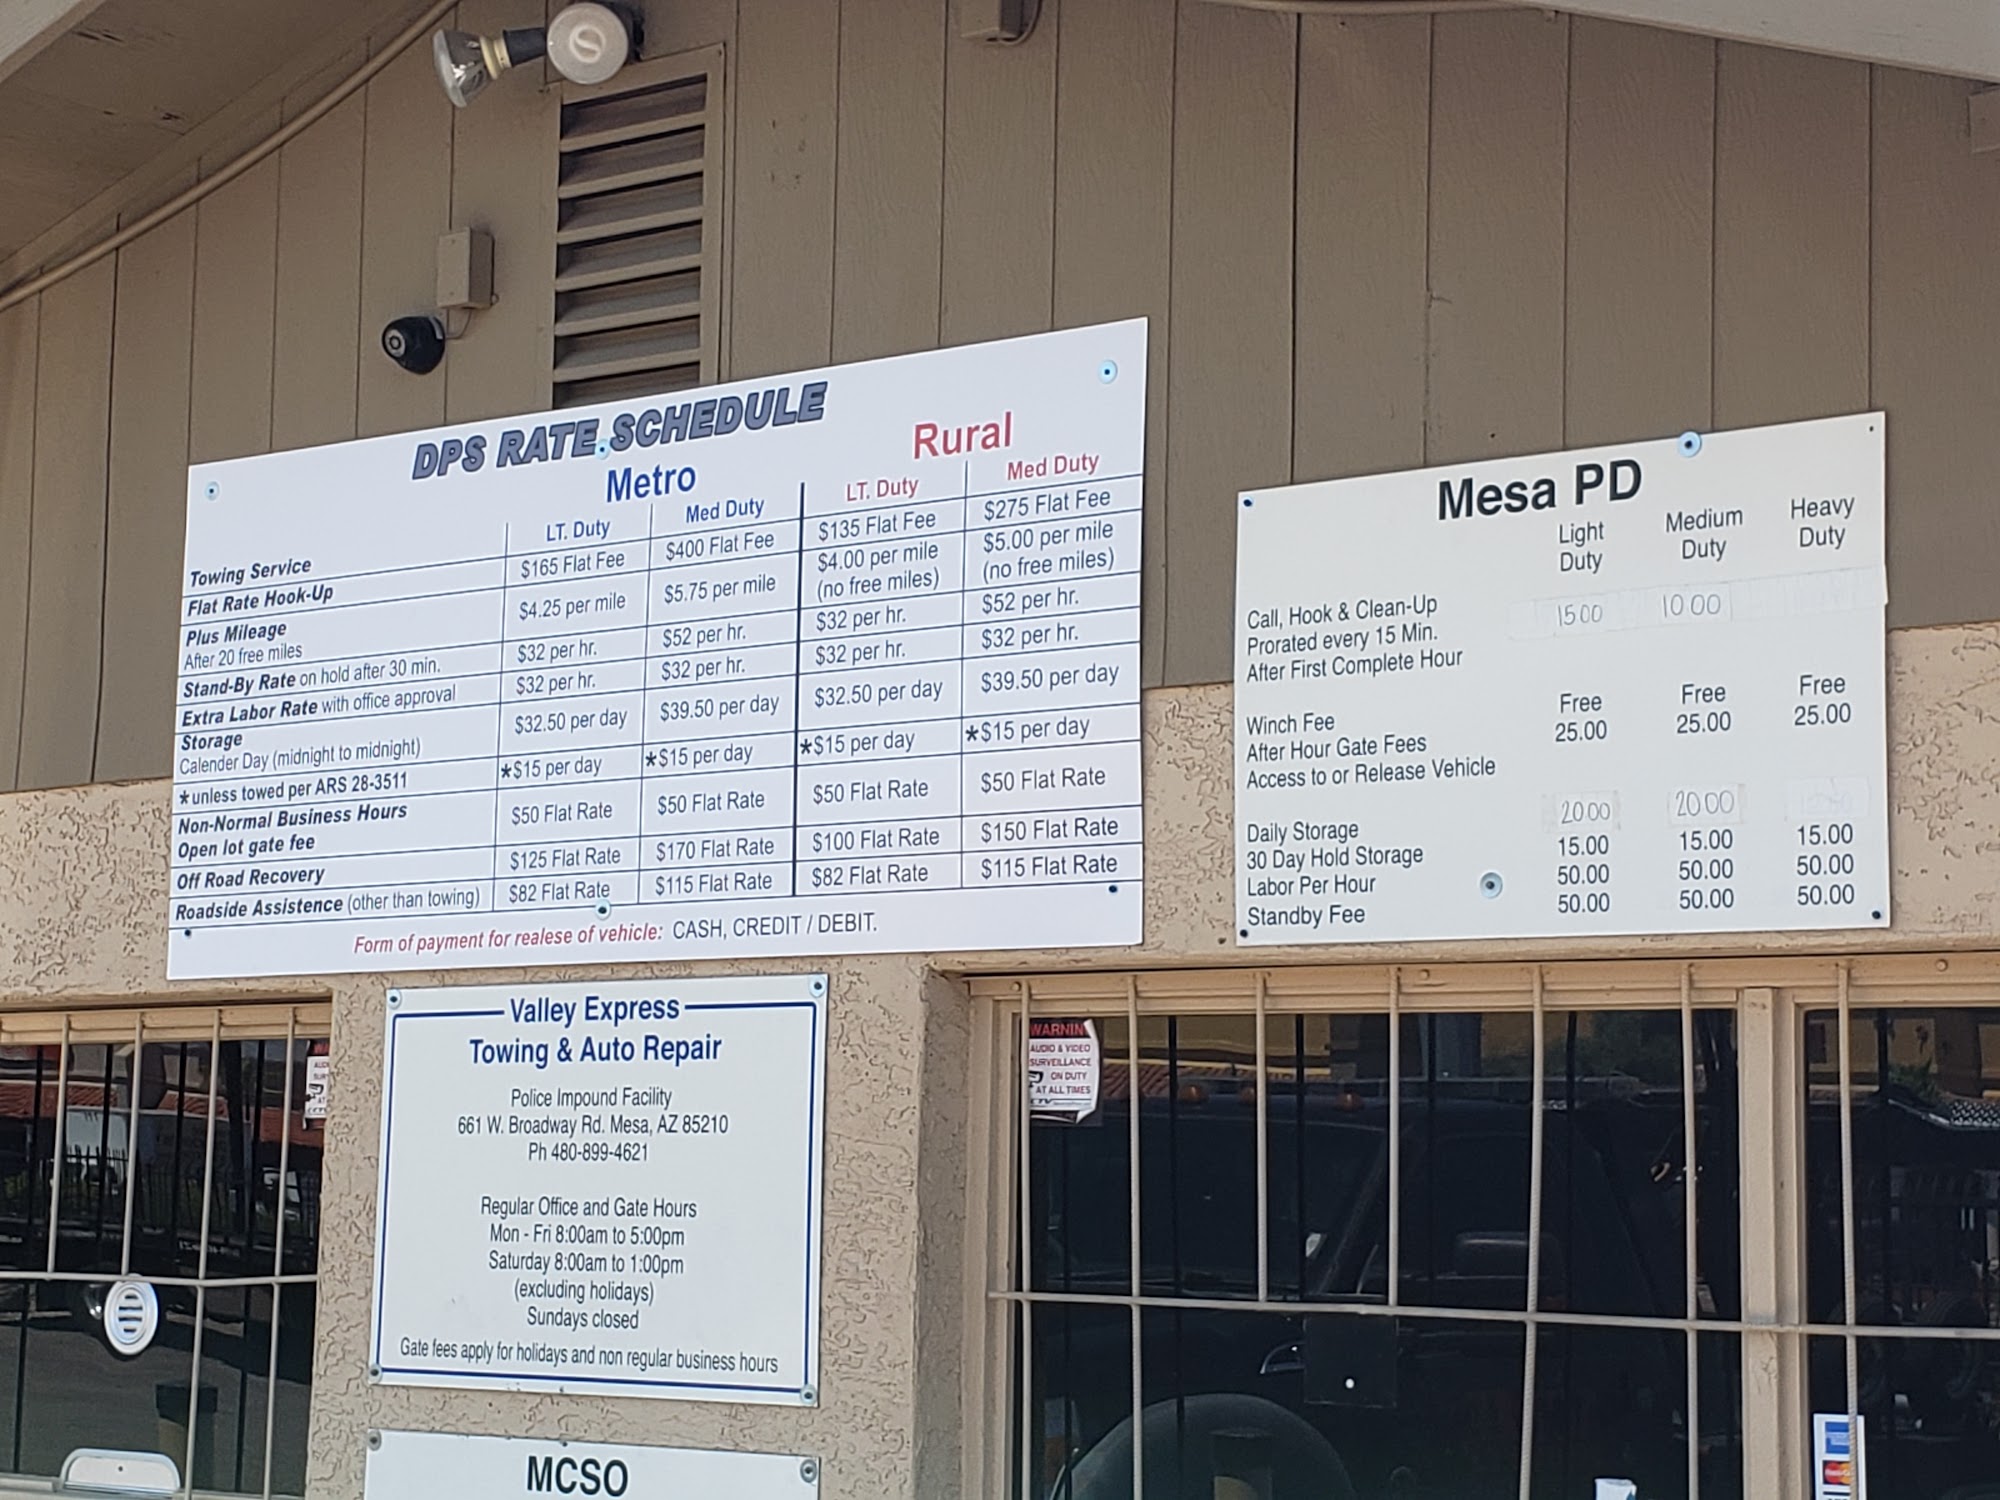 DPS RATE SCHEDULE
Metro Rural
LT. Duty Med Duty LT. Duty Med Duty
Towing Service
Flat Rate Hook-Up $165 Flat Fee $400 Flat Fee $135 Flat Fee $275 Flat Fee
Plus Mileage $4.25 per mile $5.75 per mile $4.00 per mile $5.00 per mile
After 20 free miles (no free miles) (no free miles)
Stand-By Rate on hold after 30 min. $32 per hr. $52 per hr. $32 per hr. $52 per hr.
Extra Labor Rate with office approval $32 per hr. $32 per hr. $32 per hr. $32 per hr.
Storage $32.50 per day $39.50 per day $32.50 per day $39.50 per day
Calender Day (midnight to midnight)
*unless towed per ARS 28-3511 *$15 per day *$15 per day *$15 per day *$15 per day
Non-Normal Business Hours $50 Flat Rate $50 Flat Rate $50 Flat Rate $50 Flat Rate
Open lot gate fee
Off Road Recovery $125 Flat Rate $170 Flat Rate $100 Flat Rate $150 Flat Rate
Roadside Assistence (other than towing) $82 Flat Rate $115 Flat Rate $82 Flat Rate $115 Flat Rate
Form of payment for realese of vehicle: CASH, CREDIT / DEBIT.
Mesa PD
Light Medium Heavy
Duty Duty Duty
Call, Hook & Clean-Up 15.00 10.00
Prorated every 15 Min.
After First Complete Hour
Winch Fee Free Free Free
After Hour Gate Fees 25.00 25.00 25.00
Access to or Release Vehicle
Daily Storage 20.00 20.00
30 Day Hold Storage 15.00 15.00 15.00
Labor Per Hour 50.00 50.00 50.00
Standby Fee 50.00 50.00 50.00
Valley Express
Towing & Auto Repair
Police Impound Facility
661 W. Broadway Rd. Mesa, AZ 85210
Ph 480-899-4621
Regular Office and Gate Hours
Mon - Fri 8:00am to 5:00pm
Saturday 8:00am to 1:00pm
(excluding holidays)
Sundays closed
Gate fees apply for holidays and non regular business hours
MCSO
WARNIN
AUDIO & VIDEO
SURVEILLANCE
ON DUTY
AT ALL TIMES